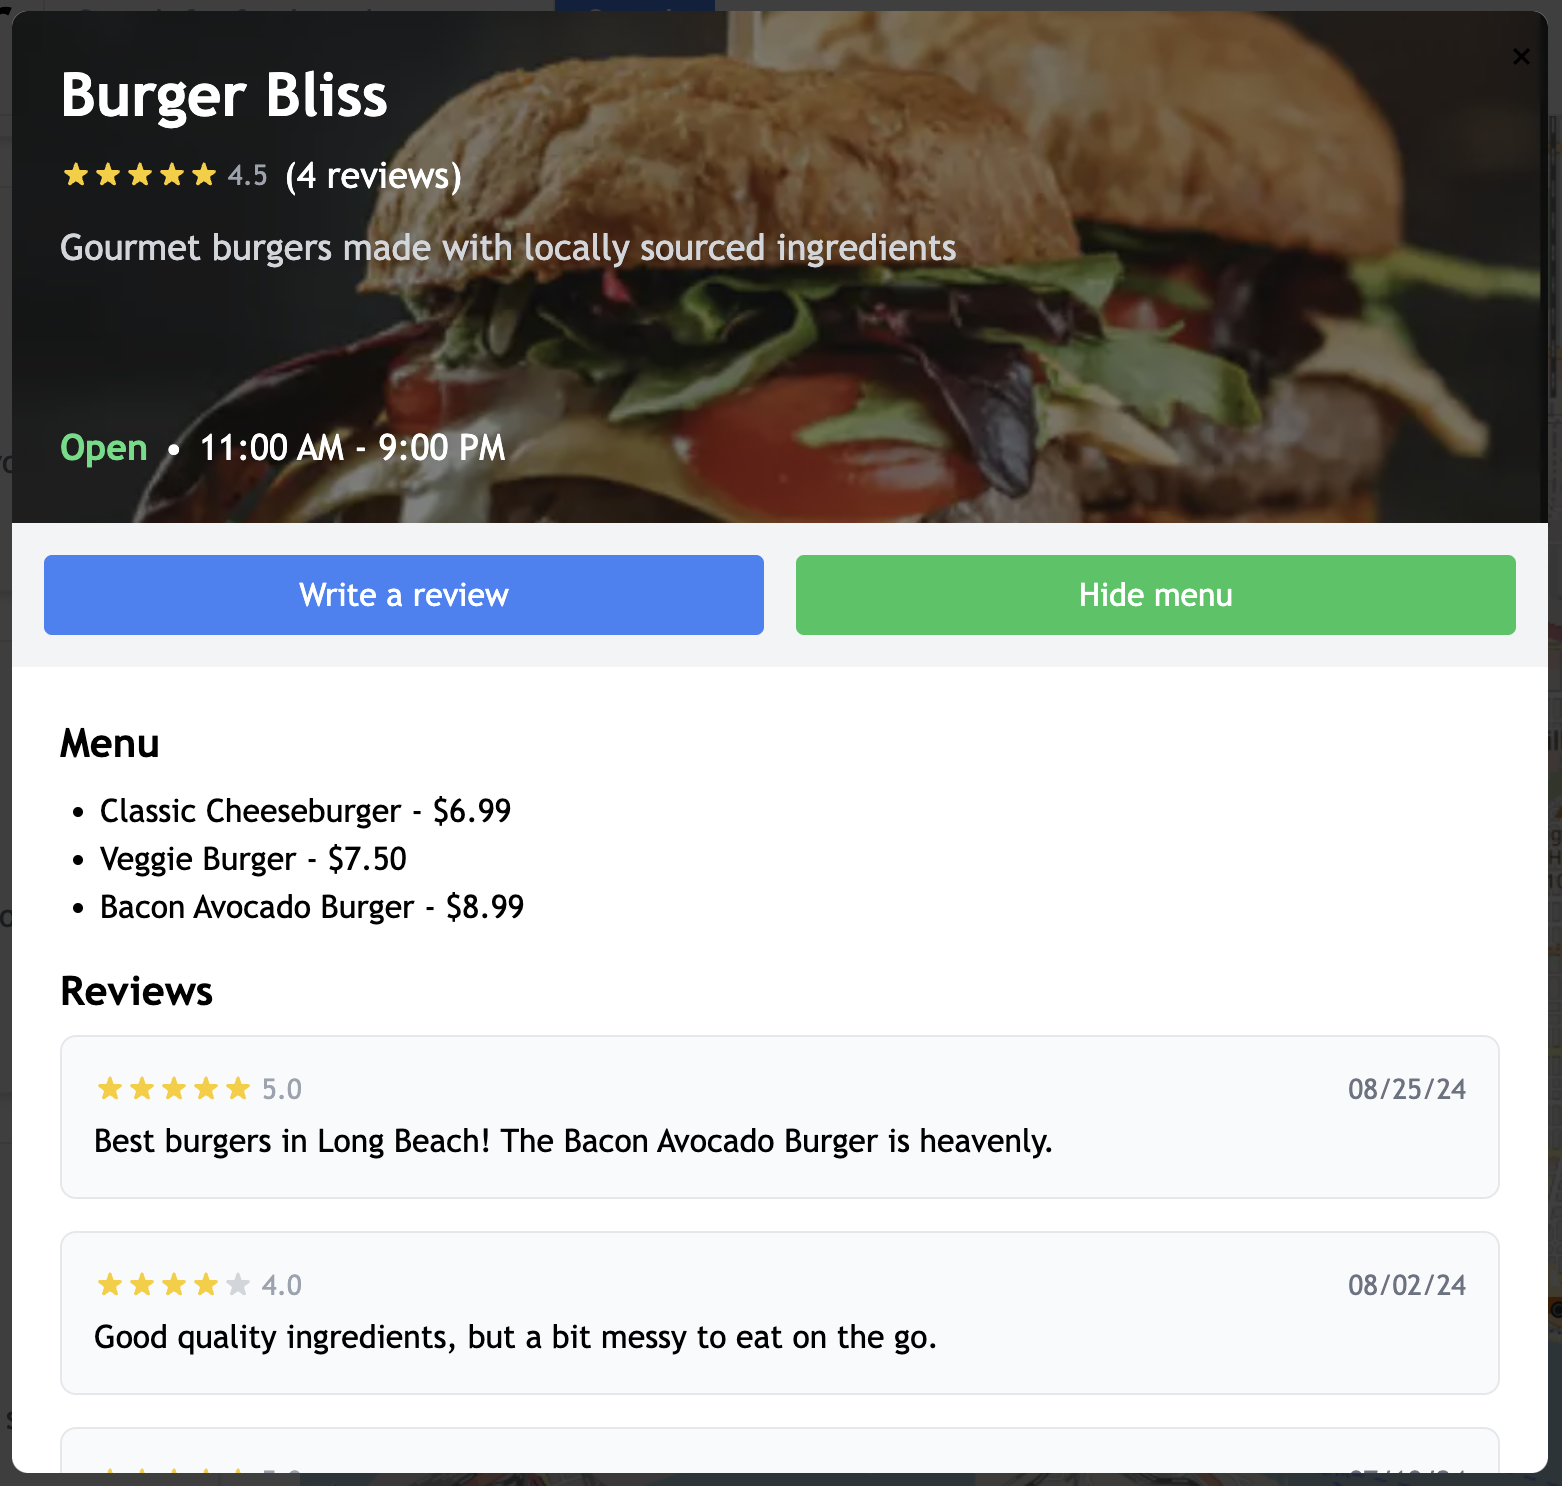 Burger Bliss
4.5 (4 reviews)
Gourmet burgers made with locally sourced ingredients
Open • 11:00 AM - 9:00 PM
Write a review
Hide menu
Menu
• Classic Cheeseburger - $6.99
• Veggie Burger - $7.50
• Bacon Avocado Burger - $8.99
Reviews
5.0
08/25/24
Best burgers in Long Beach! The Bacon Avocado Burger is heavenly.
4.0
08/02/24
Good quality ingredients, but a bit messy to eat on the go.